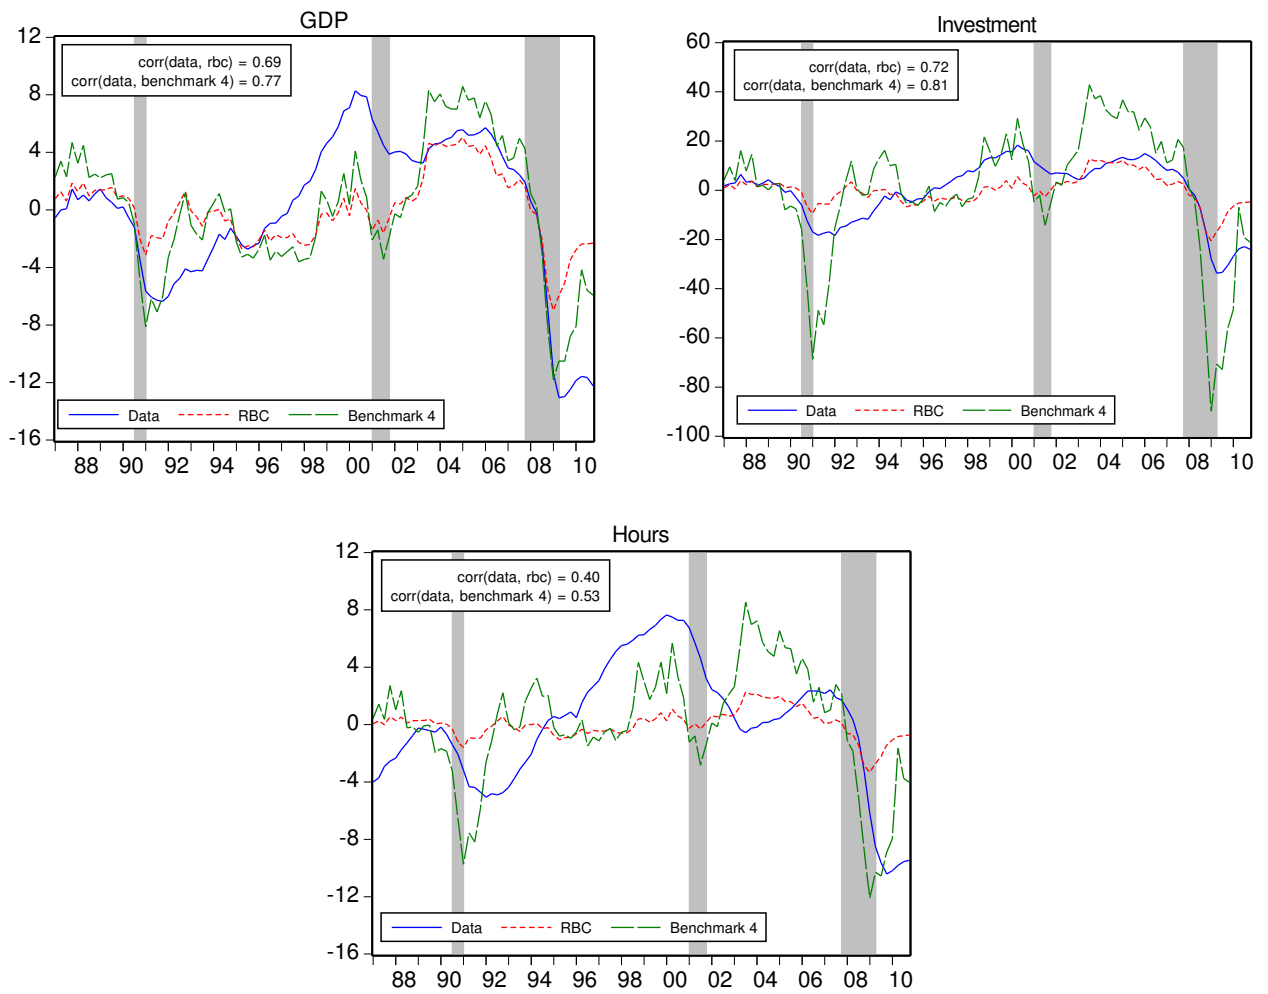 GDP
12
8
4
0
-4
-8
-12
-16
corr(data, rbc) = 0.69
corr(data, benchmark 4) = 0.77
Data RBC Benchmark 4
88 90 92 94 96 98 00 02 04 06 08 10
Investment
60
40
20
0
-20
-40
-60
-80
-100
corr(data, rbc) = 0.72
corr(data, benchmark 4) = 0.81
Data RBC Benchmark 4
88 90 92 94 96 98 00 02 04 06 08 10
Hours
12
8
4
0
-4
-8
-12
-16
corr(data, rbc) = 0.40
corr(data, benchmark 4) = 0.53
Data RBC Benchmark 4
88 90 92 94 96 98 00 02 04 06 08 10